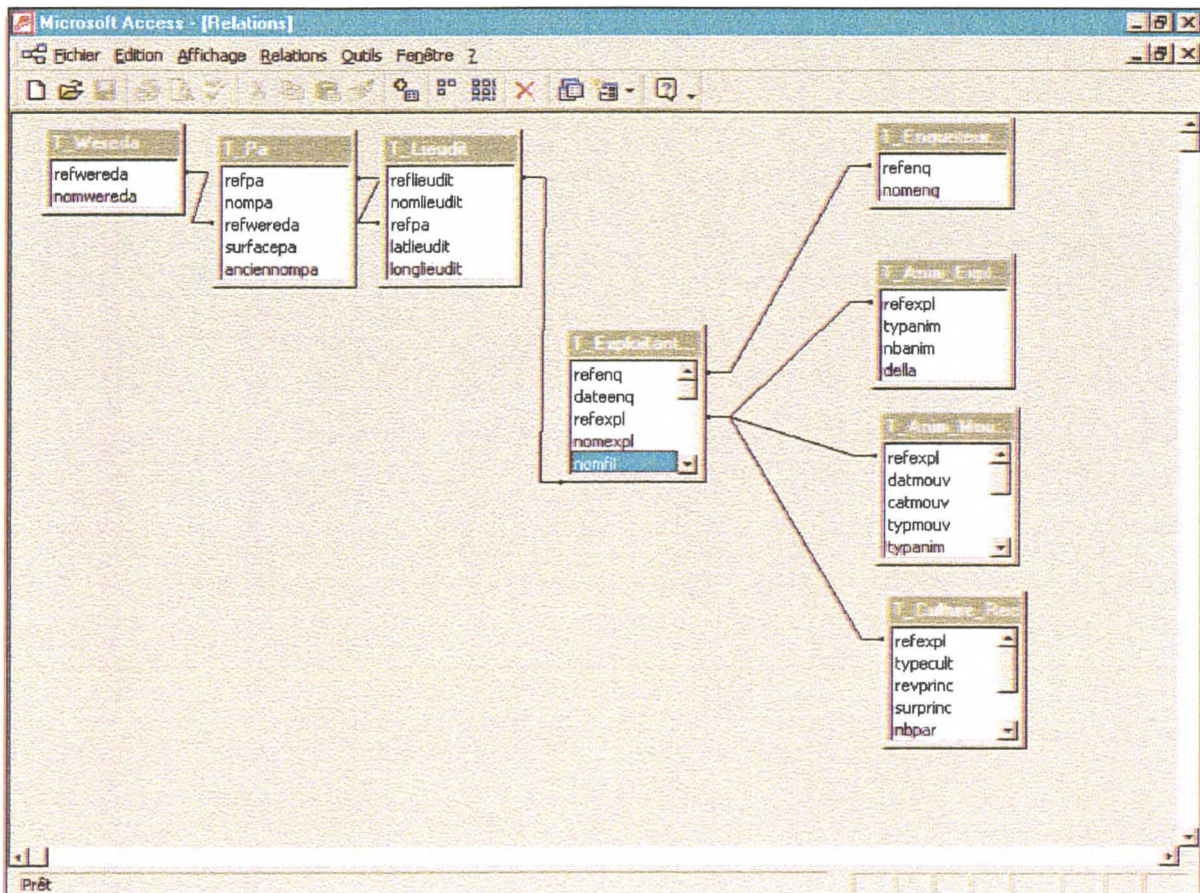 Microsoft Access - [Relations]
Fichier Edition Affichage Relations Outils Fenêtre ?
T_Wereda
refwereda
nomwereda
T_Pa
refpa
nompa
refwereda
surfacepa
anciennompa
T_Lieudit
reflieudit
nomlieudit
refpa
latlieudit
longlieudit
T_Exploitant...
refenq
dateenq
refexpl
nomexpl
nomfil
T_Enqueteur
refenq
nomenq
T_Anim_Expl...
refexpl
typanim
nbanim
della
T_Anim_Mou...
refexpl
datmouv
catmouv
typmouv
typanim
T_Culture_Rec
refexpl
typecult
revprinc
surprinc
nbpar
Prêt